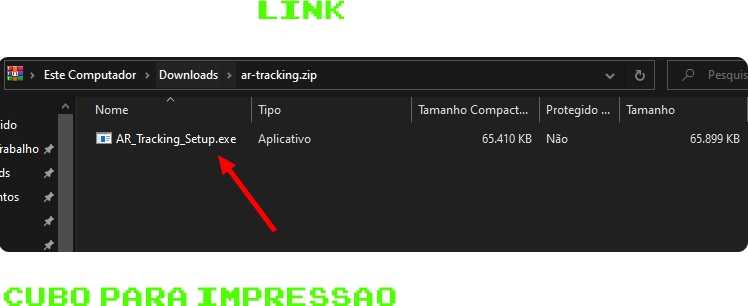 LINK
Este Computador > Downloads > ar-tracking.zip
Pesquis
Nome Tipo Tamanho Compact... Protegido ... Tamanho
ido
AR_Tracking_Setup.exe Aplicativo 65.410 KB Não 65.899 KB
rabalho
ds
ntos
CUBO PARA IMPRESSAO